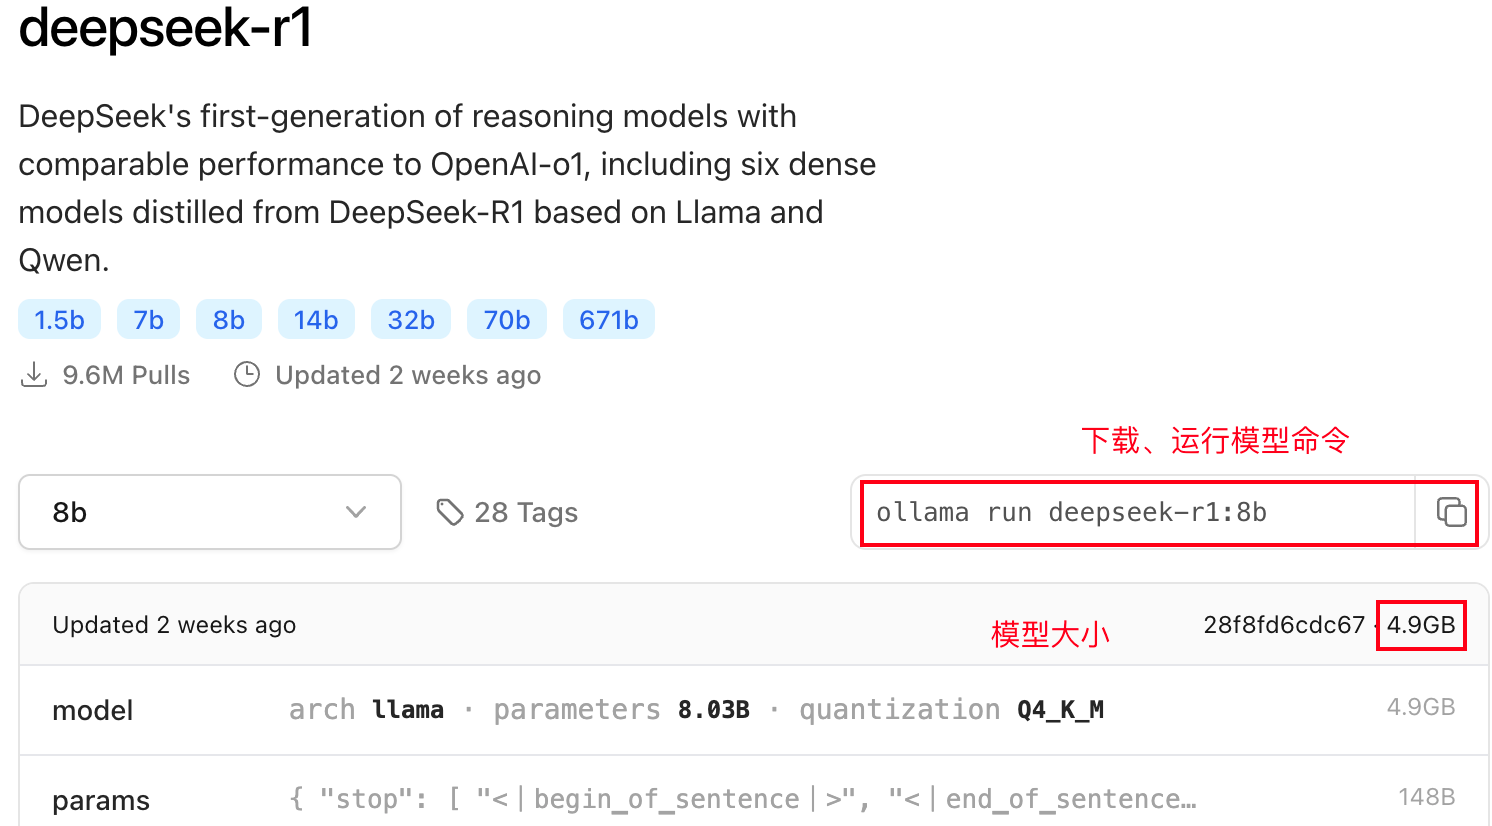 deepseek-r1
DeepSeek's first-generation of reasoning models with
comparable performance to OpenAI-o1, including six dense
models distilled from DeepSeek-R1 based on Llama and
Qwen.
1.5b 7b 8b 14b 32b 70b 671b
9.6M Pulls Updated 2 weeks ago
下载、运行模型命令
8b 28 Tags ollama run deepseek-r1:8b
Updated 2 weeks ago 模型大小 28f8fd6cdc67 · 4.9GB
model arch llama · parameters 8.03B · quantization Q4_K_M 4.9GB
params { "stop": [ "<|begin_of_sentence|>", "<|end_of_sentence… 148B